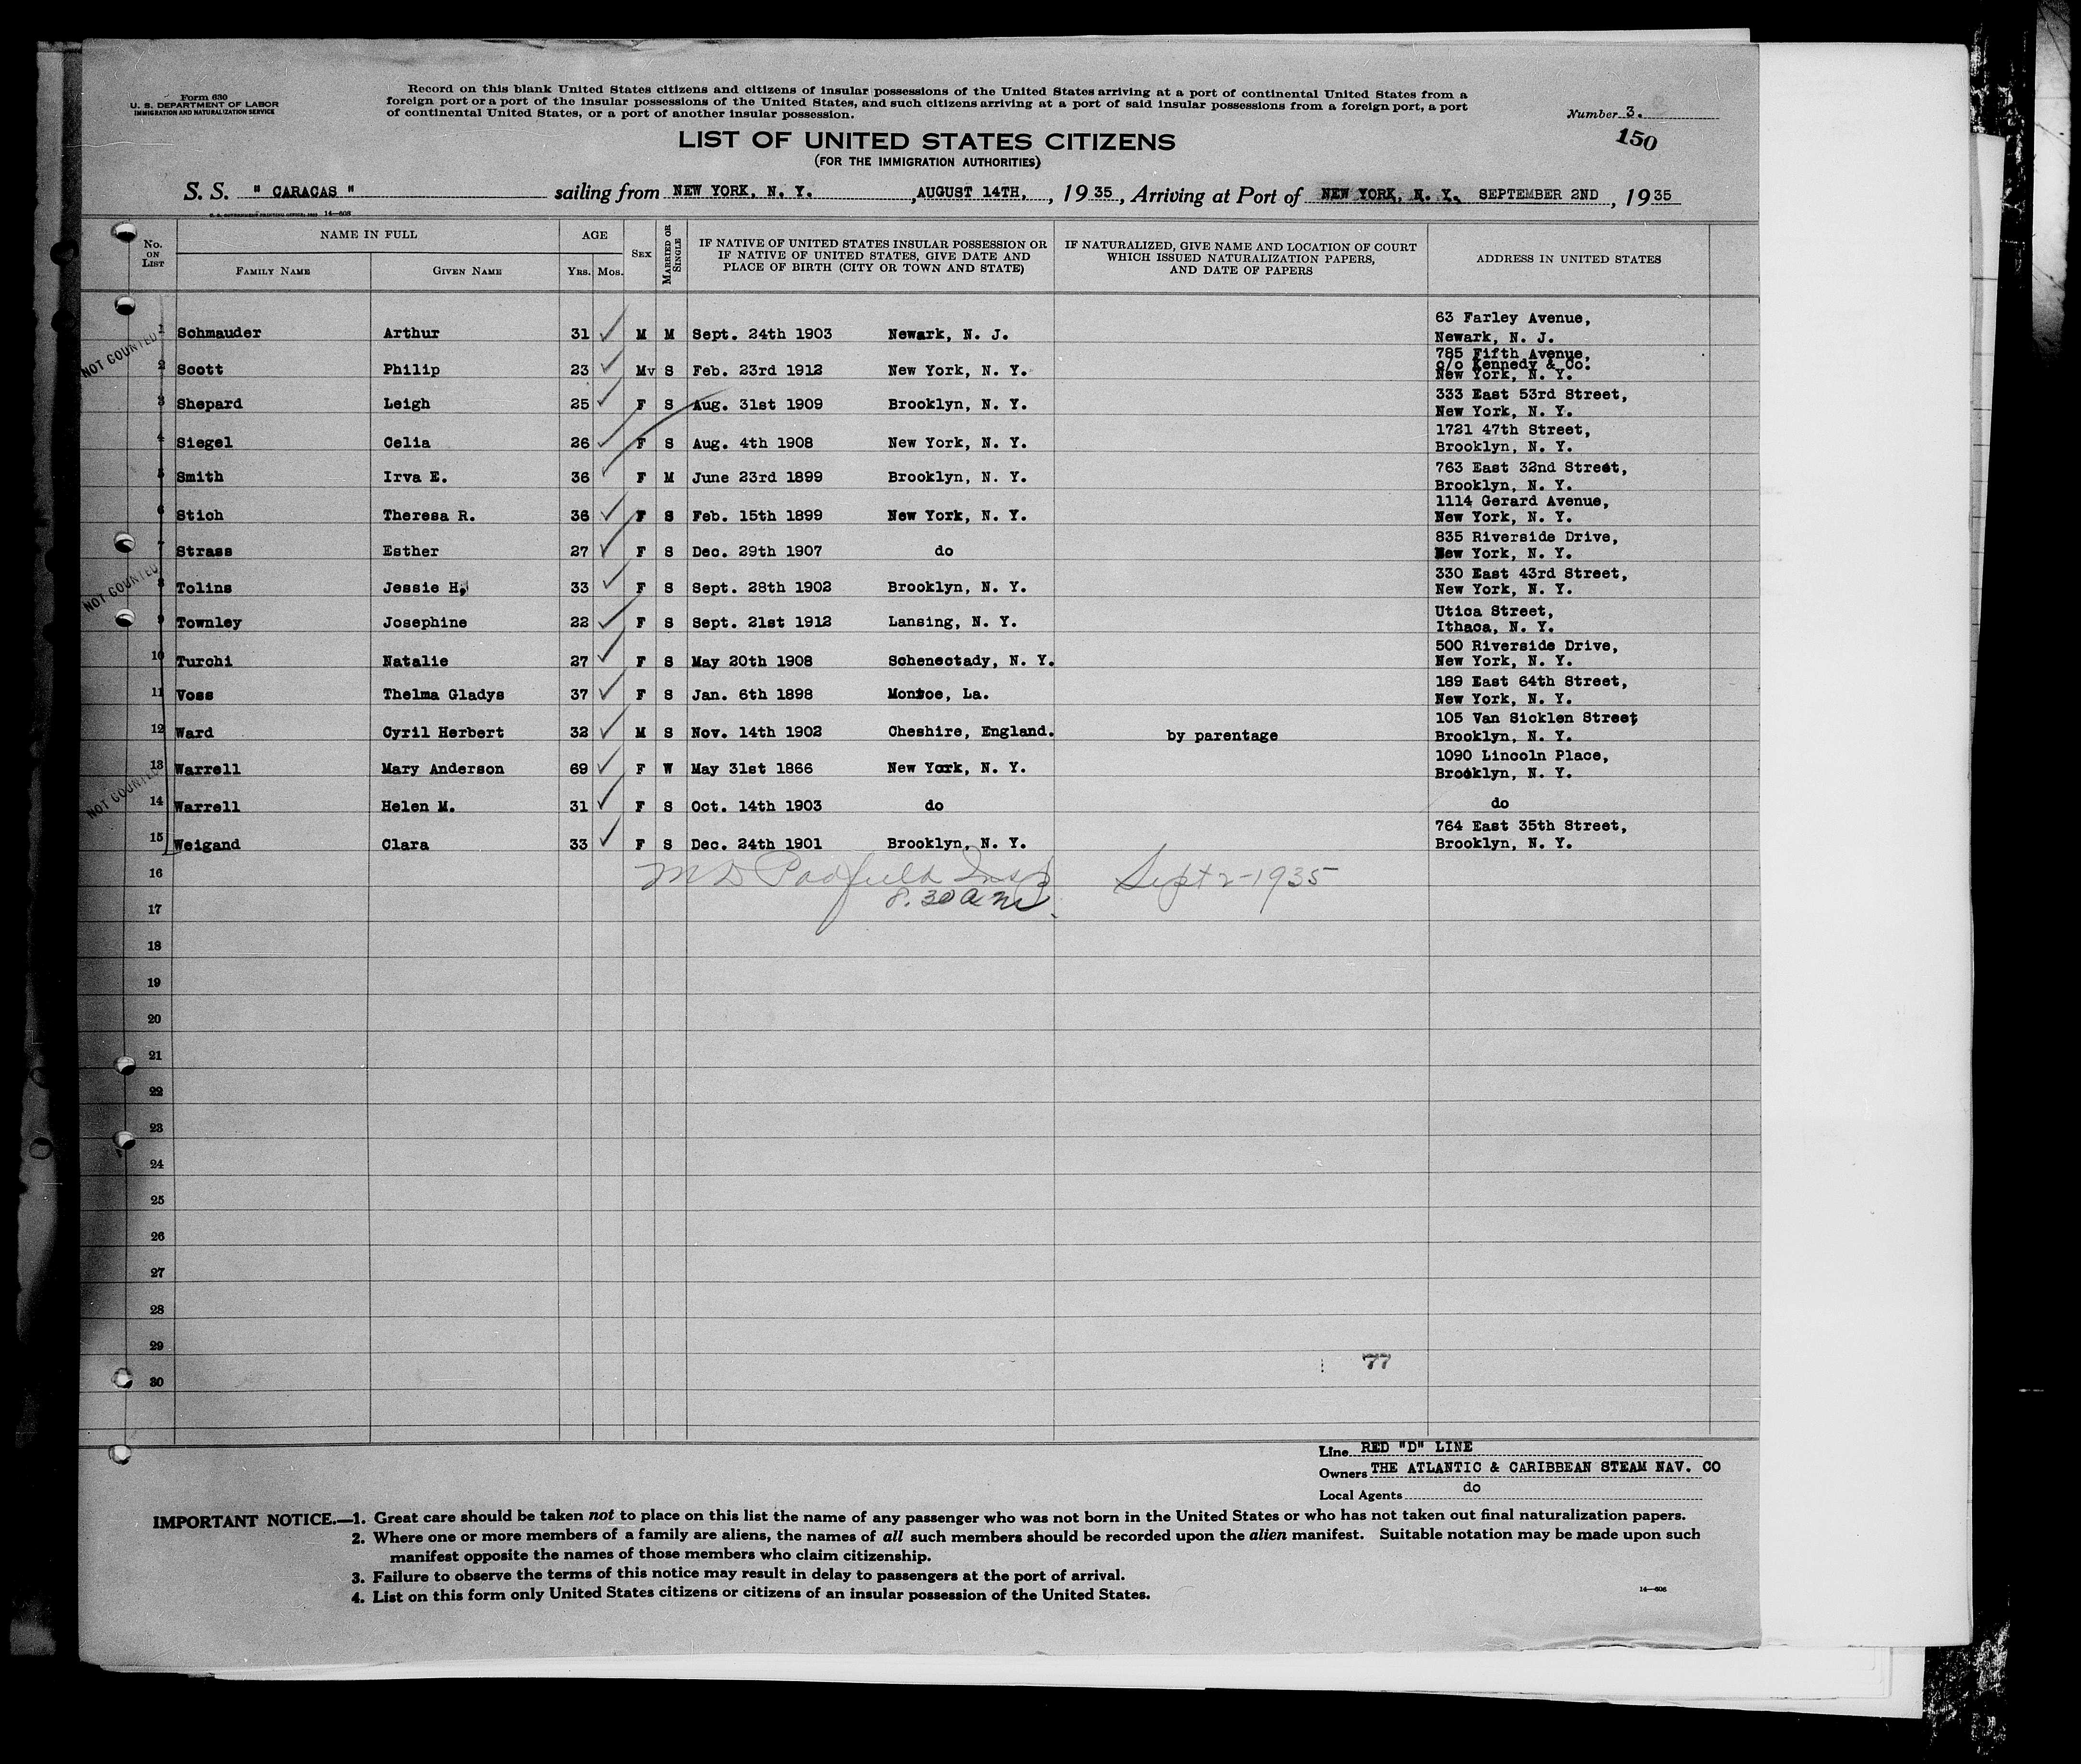 Form 630
U. S. DEPARTMENT OF LABOR
IMMIGRATION AND NATURALIZATION SERVICE
Record on this blank United States citizens and citizens of insular possessions of the United States arriving at a port of continental United States from a
foreign port or a port of the insular possessions of the United States, and such citizens arriving at a port of said insular possessions from a foreign port, a port
of continental United States, or a port of another insular possession.
Number 3.
150
LIST OF UNITED STATES CITIZENS
(FOR THE IMMIGRATION AUTHORITIES)
S. S. " CARACAS " sailing from NEW YORK, N. Y. , AUGUST 14TH, , 19 35 , Arriving at Port of NEW YORK, N. Y. SEPTEMBER 2ND , 19 35
No. ON LIST
NAME IN FULL
FAMILY NAME
GIVEN NAME
AGE
YRS. MOS.
SEX
MARRIED OR SINGLE
IF NATIVE OF UNITED STATES INSULAR POSSESSION OR
IF NATIVE OF UNITED STATES, GIVE DATE AND
PLACE OF BIRTH (CITY OR TOWN AND STATE)
IF NATURALIZED, GIVE NAME AND LOCATION OF COURT
WHICH ISSUED NATURALIZATION PAPERS,
AND DATE OF PAPERS
ADDRESS IN UNITED STATES
63 Farley Avenue,
1 Schmauder Arthur 31 M M Sept. 24th 1903 Newark, N. J. Newark, N. J.
NOT COUNTED
785 Fifth Avenue,
c/o Kennedy & Co.
2 Scott Philip 23 Mv S Feb. 23rd 1912 New York, N. Y. New York, N. Y.
333 East 53rd Street,
3 Shepard Leigh 25 F S Aug. 31st 1909 Brooklyn, N. Y. New York, N. Y.
1721 47th Street,
4 Siegel Celia 26 F S Aug. 4th 1908 New York, N. Y. Brooklyn, N. Y.
763 East 32nd Street,
5 Smith Irva E. 36 F M June 23rd 1899 Brooklyn, N. Y. Brooklyn, N. Y.
1114 Gerard Avenue,
6 Stich Theresa R. 36 F S Feb. 15th 1899 New York, N. Y. New York, N. Y.
835 Riverside Drive,
7 Strass Esther 27 F S Dec. 29th 1907 do New York, N. Y.
NOT COUNTED
330 East 43rd Street,
8 Tolins Jessie H. 33 F S Sept. 28th 1902 Brooklyn, N. Y. New York, N. Y.
Utica Street,
9 Townley Josephine 22 F S Sept. 21st 1912 Lansing, N. Y. Ithaca, N. Y.
500 Riverside Drive,
10 Turchi Natalie 27 F S May 20th 1908 Schenectady, N. Y. New York, N. Y.
189 East 64th Street,
11 Voss Thelma Gladys 37 F S Jan. 6th 1898 Monroe, La. New York, N. Y.
105 Van Sicklen Street
12 Ward Cyril Herbert 32 M S Nov. 14th 1902 Cheshire, England. by parentage Brooklyn, N. Y.
1090 Lincoln Place,
13 Warrell Mary Anderson 69 F W May 31st 1866 New York, N. Y. Brooklyn, N. Y.
NOT COUNTED
14 Warrell Helen M. 31 F S Oct. 14th 1903 do do
764 East 35th Street,
15 Weigand Clara 33 F S Dec. 24th 1901 Brooklyn, N. Y. Brooklyn, N. Y.
16 M D Padfield Insp Sept 2-1935
8.30 a m.
17
18
19
20
21
22
23
24
25
26
27
28
29
77
30
Line RED "D" LINE
Owners THE ATLANTIC & CARIBBEAN STEAM NAV. CO
Local Agents do
IMPORTANT NOTICE.—1. Great care should be taken not to place on this list the name of any passenger who was not born in the United States or who has not taken out final naturalization papers.
2. Where one or more members of a family are aliens, the names of all such members should be recorded upon the alien manifest. Suitable notation may be made upon such
manifest opposite the names of those members who claim citizenship.
3. Failure to observe the terms of this notice may result in delay to passengers at the port of arrival.
4. List on this form only United States citizens or citizens of an insular possession of the United States.